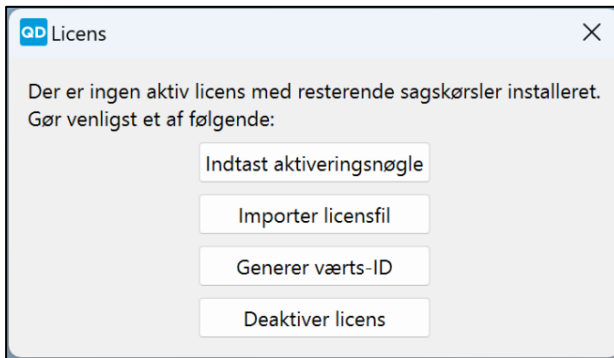 QD Licens
Der er ingen aktiv licens med resterende sagskørsler installeret.
Gør venligst et af følgende:
Indtast aktiveringsnøgle
Importer licensfil
Generer værts-ID
Deaktiver licens